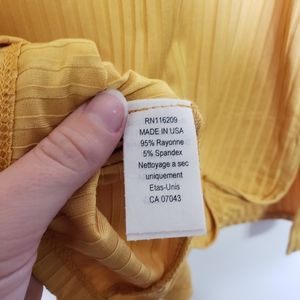 RN116209
MADE IN USA
95% Rayonne
5% Spandex
Nettoyage a sec
uniquement
Etas-Unis
CA 07043